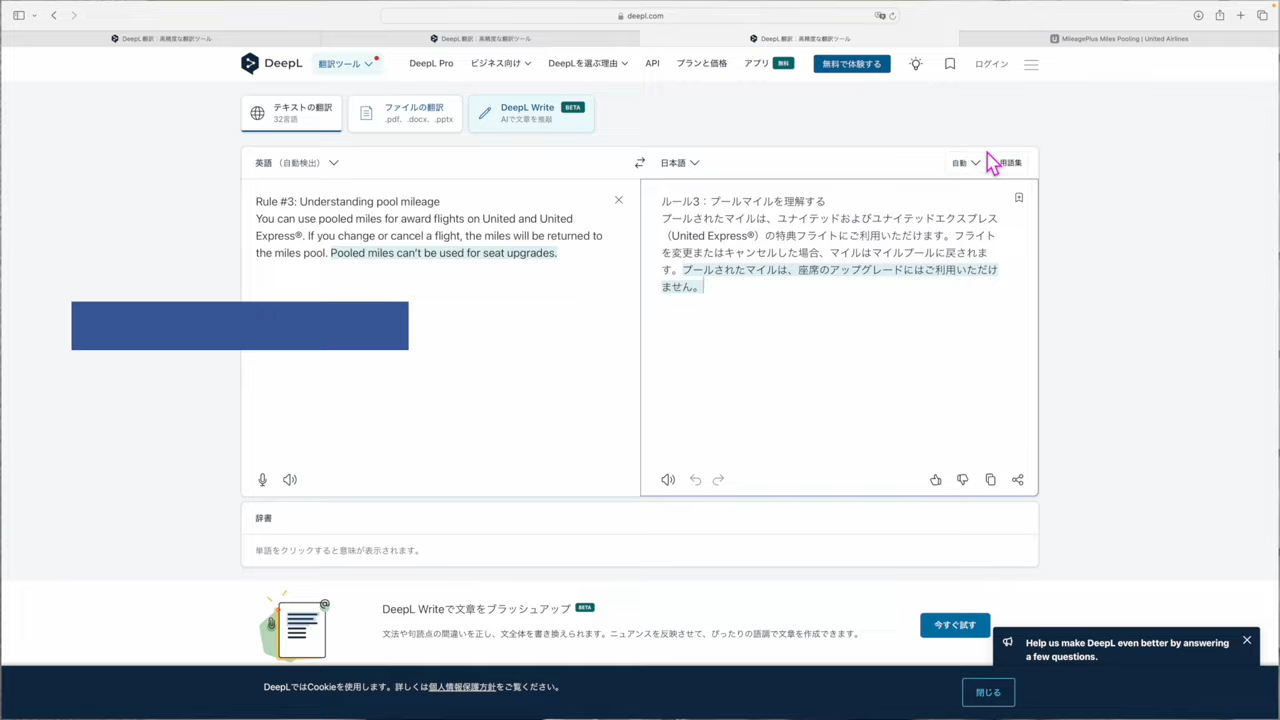 deepl.com
DeepL翻訳：高精度な翻訳ツール
DeepL翻訳：高精度な翻訳ツール
DeepL翻訳：高精度な翻訳ツール
MileagePlus Miles Pooling | United Airlines
DeepL
翻訳ツール
DeepL Pro
ビジネス向け
DeepLを選ぶ理由
API
プランと価格
アプリ
無料
無料で体験する
ログイン
テキストの翻訳
32言語
ファイルの翻訳
.pdf、.docx、.pptx
DeepL Write BETA
AIで文章を推敲
英語 （自動検出）
日本語
自動
用語集
Rule #3: Understanding pool mileage
You can use pooled miles for award flights on United and United
Express®. If you change or cancel a flight, the miles will be returned to
the miles pool. Pooled miles can’t be used for seat upgrades.
ルール3：プールマイルを理解する
プールされたマイルは、ユナイテッドおよびユナイテッドエクスプレス
（United Express®）の特典フライトにご利用いただけます。フライト
を変更またはキャンセルした場合、マイルはマイルプールに戻されま
す。プールされたマイルは、座席のアップグレードにはご利用いただけ
ません。
辞書
単語をクリックすると意味が表示されます。
DeepL Writeで文章をブラッシュアップ BETA
文法や句読点の間違いを正し、文全体を書き換えられます。ニュアンスを反映させて、ぴったりの語調で文章を作成できます。
今すぐ試す
Help us make DeepL even better by answering
a few questions.
DeepLではCookieを使用します。詳しくは個人情報保護方針をご覧ください。
閉じる